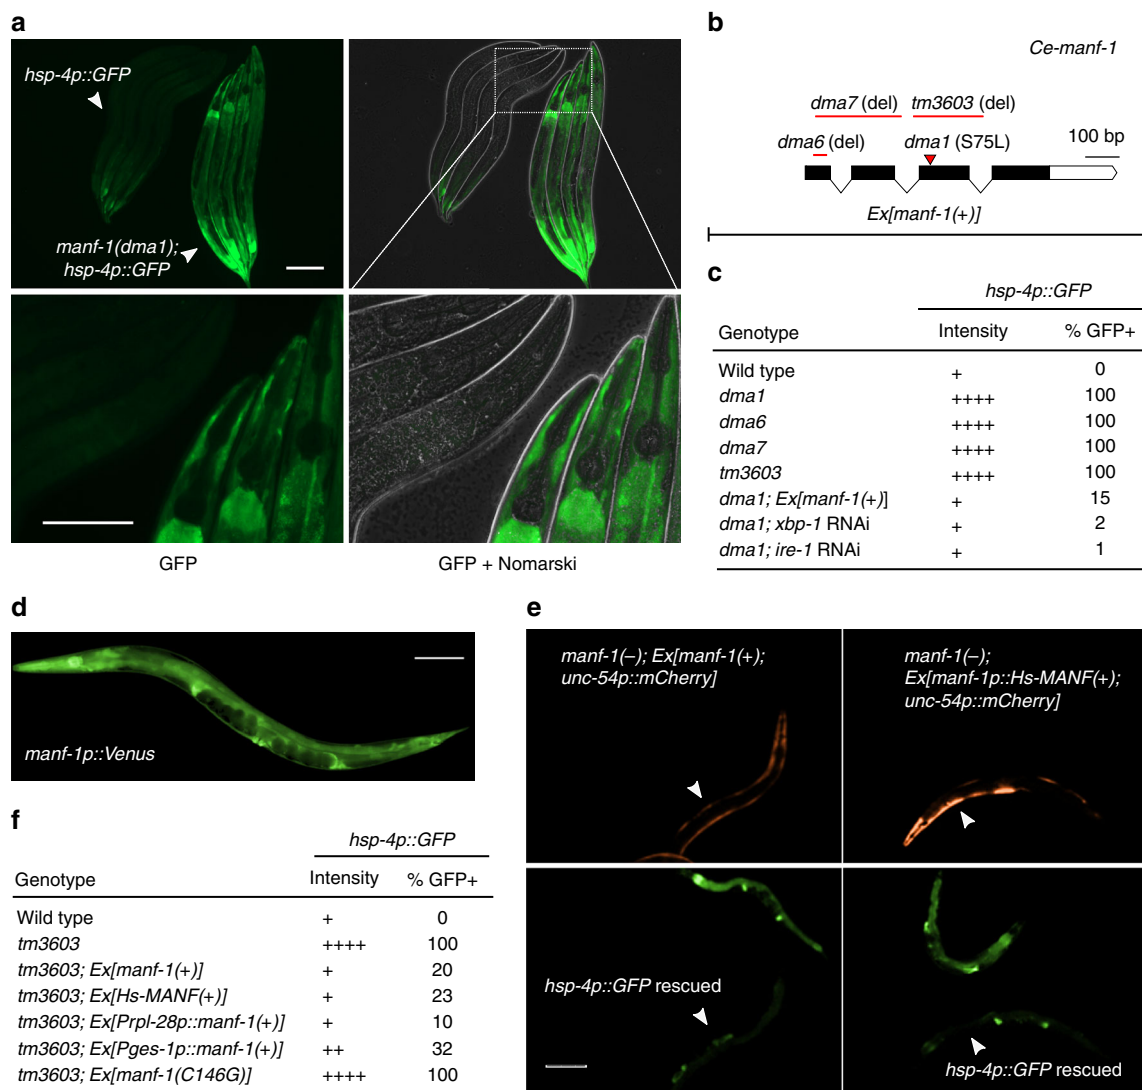 a
hsp-4p::GFP
manf-1(dma1);
hsp-4p::GFP
GFP
GFP + Nomarski
b
Ce-manf-1
dma7 (del)
tm3603 (del)
dma6 (del)
dma1 (S75L)
100 bp
Ex[manf-1(+)]
c
hsp-4p::GFP
Genotype Intensity % GFP+
Wild type + 0
dma1 ++++ 100
dma6 ++++ 100
dma7 ++++ 100
tm3603 ++++ 100
dma1; Ex[manf-1(+)] + 15
dma1; xbp-1 RNAi + 2
dma1; ire-1 RNAi + 1
d
manf-1p::Venus
e
manf-1(–); Ex[manf-1(+);
unc-54p::mCherry]
manf-1(–);
Ex[manf-1p::Hs-MANF(+);
unc-54p::mCherry]
hsp-4p::GFP rescued
hsp-4p::GFP rescued
f
hsp-4p::GFP
Genotype Intensity % GFP+
Wild type + 0
tm3603 ++++ 100
tm3603; Ex[manf-1(+)] + 20
tm3603; Ex[Hs-MANF(+)] + 23
tm3603; Ex[Prpl-28p::manf-1(+)] + 10
tm3603; Ex[Pges-1p::manf-1(+)] ++ 32
tm3603; Ex[manf-1(C146G)] ++++ 100